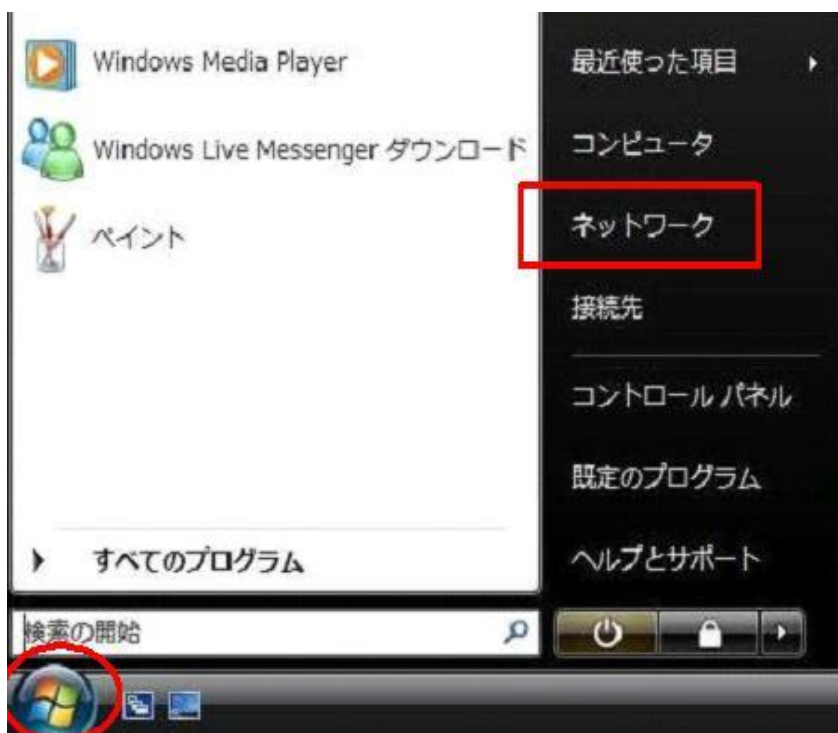 Windows Media Player
Windows Live Messenger ダウンロード
ペイント
すべてのプログラム
検索の開始
最近使った項目
コンピュータ
ネットワーク
接続先
コントロール パネル
既定のプログラム
ヘルプとサポート